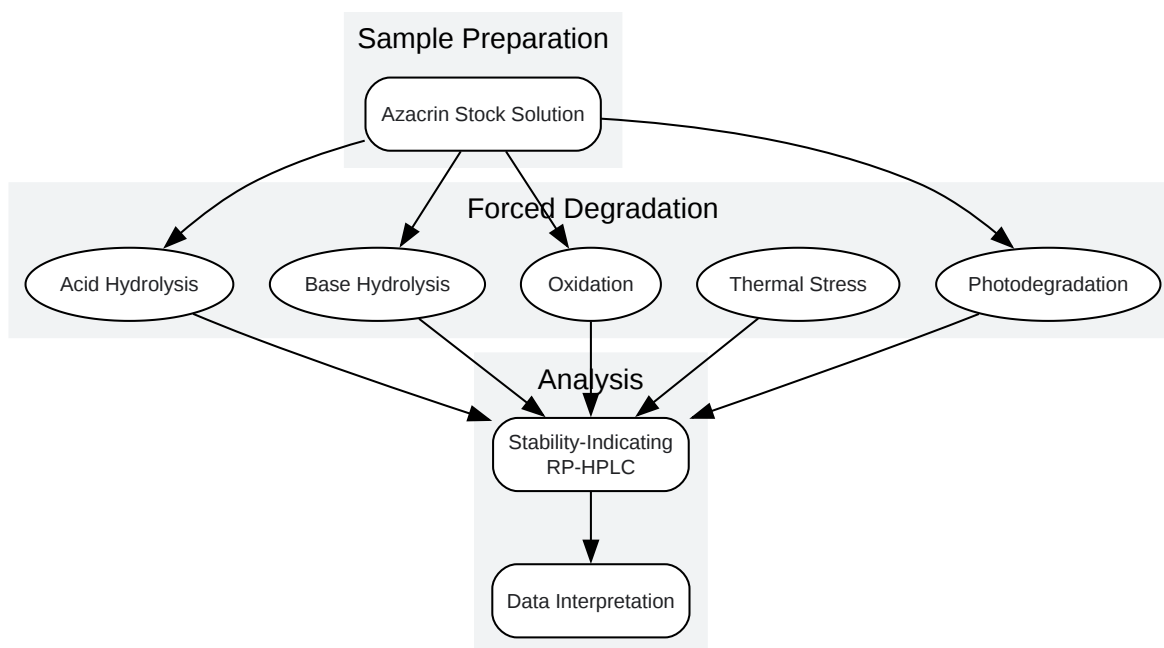 Sample Preparation
Azacrin Stock Solution
Forced Degradation
Acid Hydrolysis
Base Hydrolysis
Oxidation
Thermal Stress
Photodegradation
Analysis
Stability-Indicating
RP-HPLC
Data Interpretation